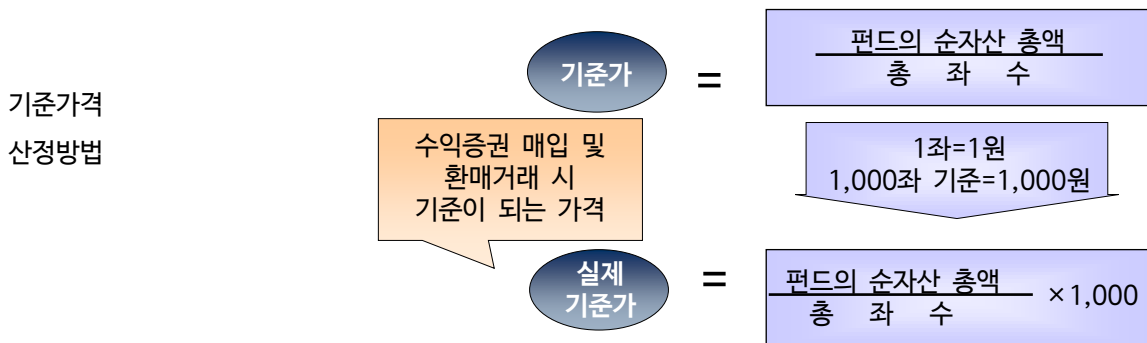 기준가격
산정방법
기준가
=
펀드의 순자산 총액
총 좌 수
수익증권 매입 및
환매거래 시
기준이 되는 가격
1좌=1원
1,000좌 기준=1,000원
실제
기준가
=
펀드의 순자산 총액
총 좌 수
×1,000